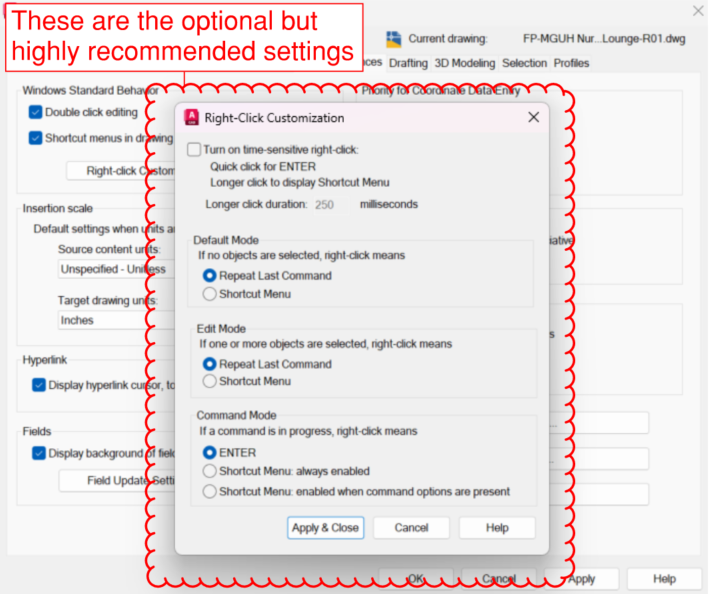 These are the optional but
highly recommended settings
Current drawing: FP-MGUH Nur...Lounge-R01.dwg
Drafting 3D Modeling Selection Profiles
Windows Standard Behavior
Priority for Coordinate Data Entry
Double click editing
Shortcut menus in drawing
Right-click
Insertion scale
Default settings when units
Source content units:
Unspecified - Unitless
Target drawing units:
Inches
Hyperlink
Display hyperlink cursor,
Fields
Display background of
Field Update
Right-Click Customization
Turn on time-sensitive right-click:
Quick click for ENTER
Longer click to display Shortcut Menu
Longer click duration: 250 milliseconds
Default Mode
If no objects are selected, right-click means
Repeat Last Command
Shortcut Menu
Edit Mode
If one or more objects are selected, right-click means
Repeat Last Command
Shortcut Menu
Command Mode
If a command is in progress, right-click means
ENTER
Shortcut Menu: always enabled
Shortcut Menu: enabled when command options are present
Apply & Close Cancel Help
OK Cancel Apply Help